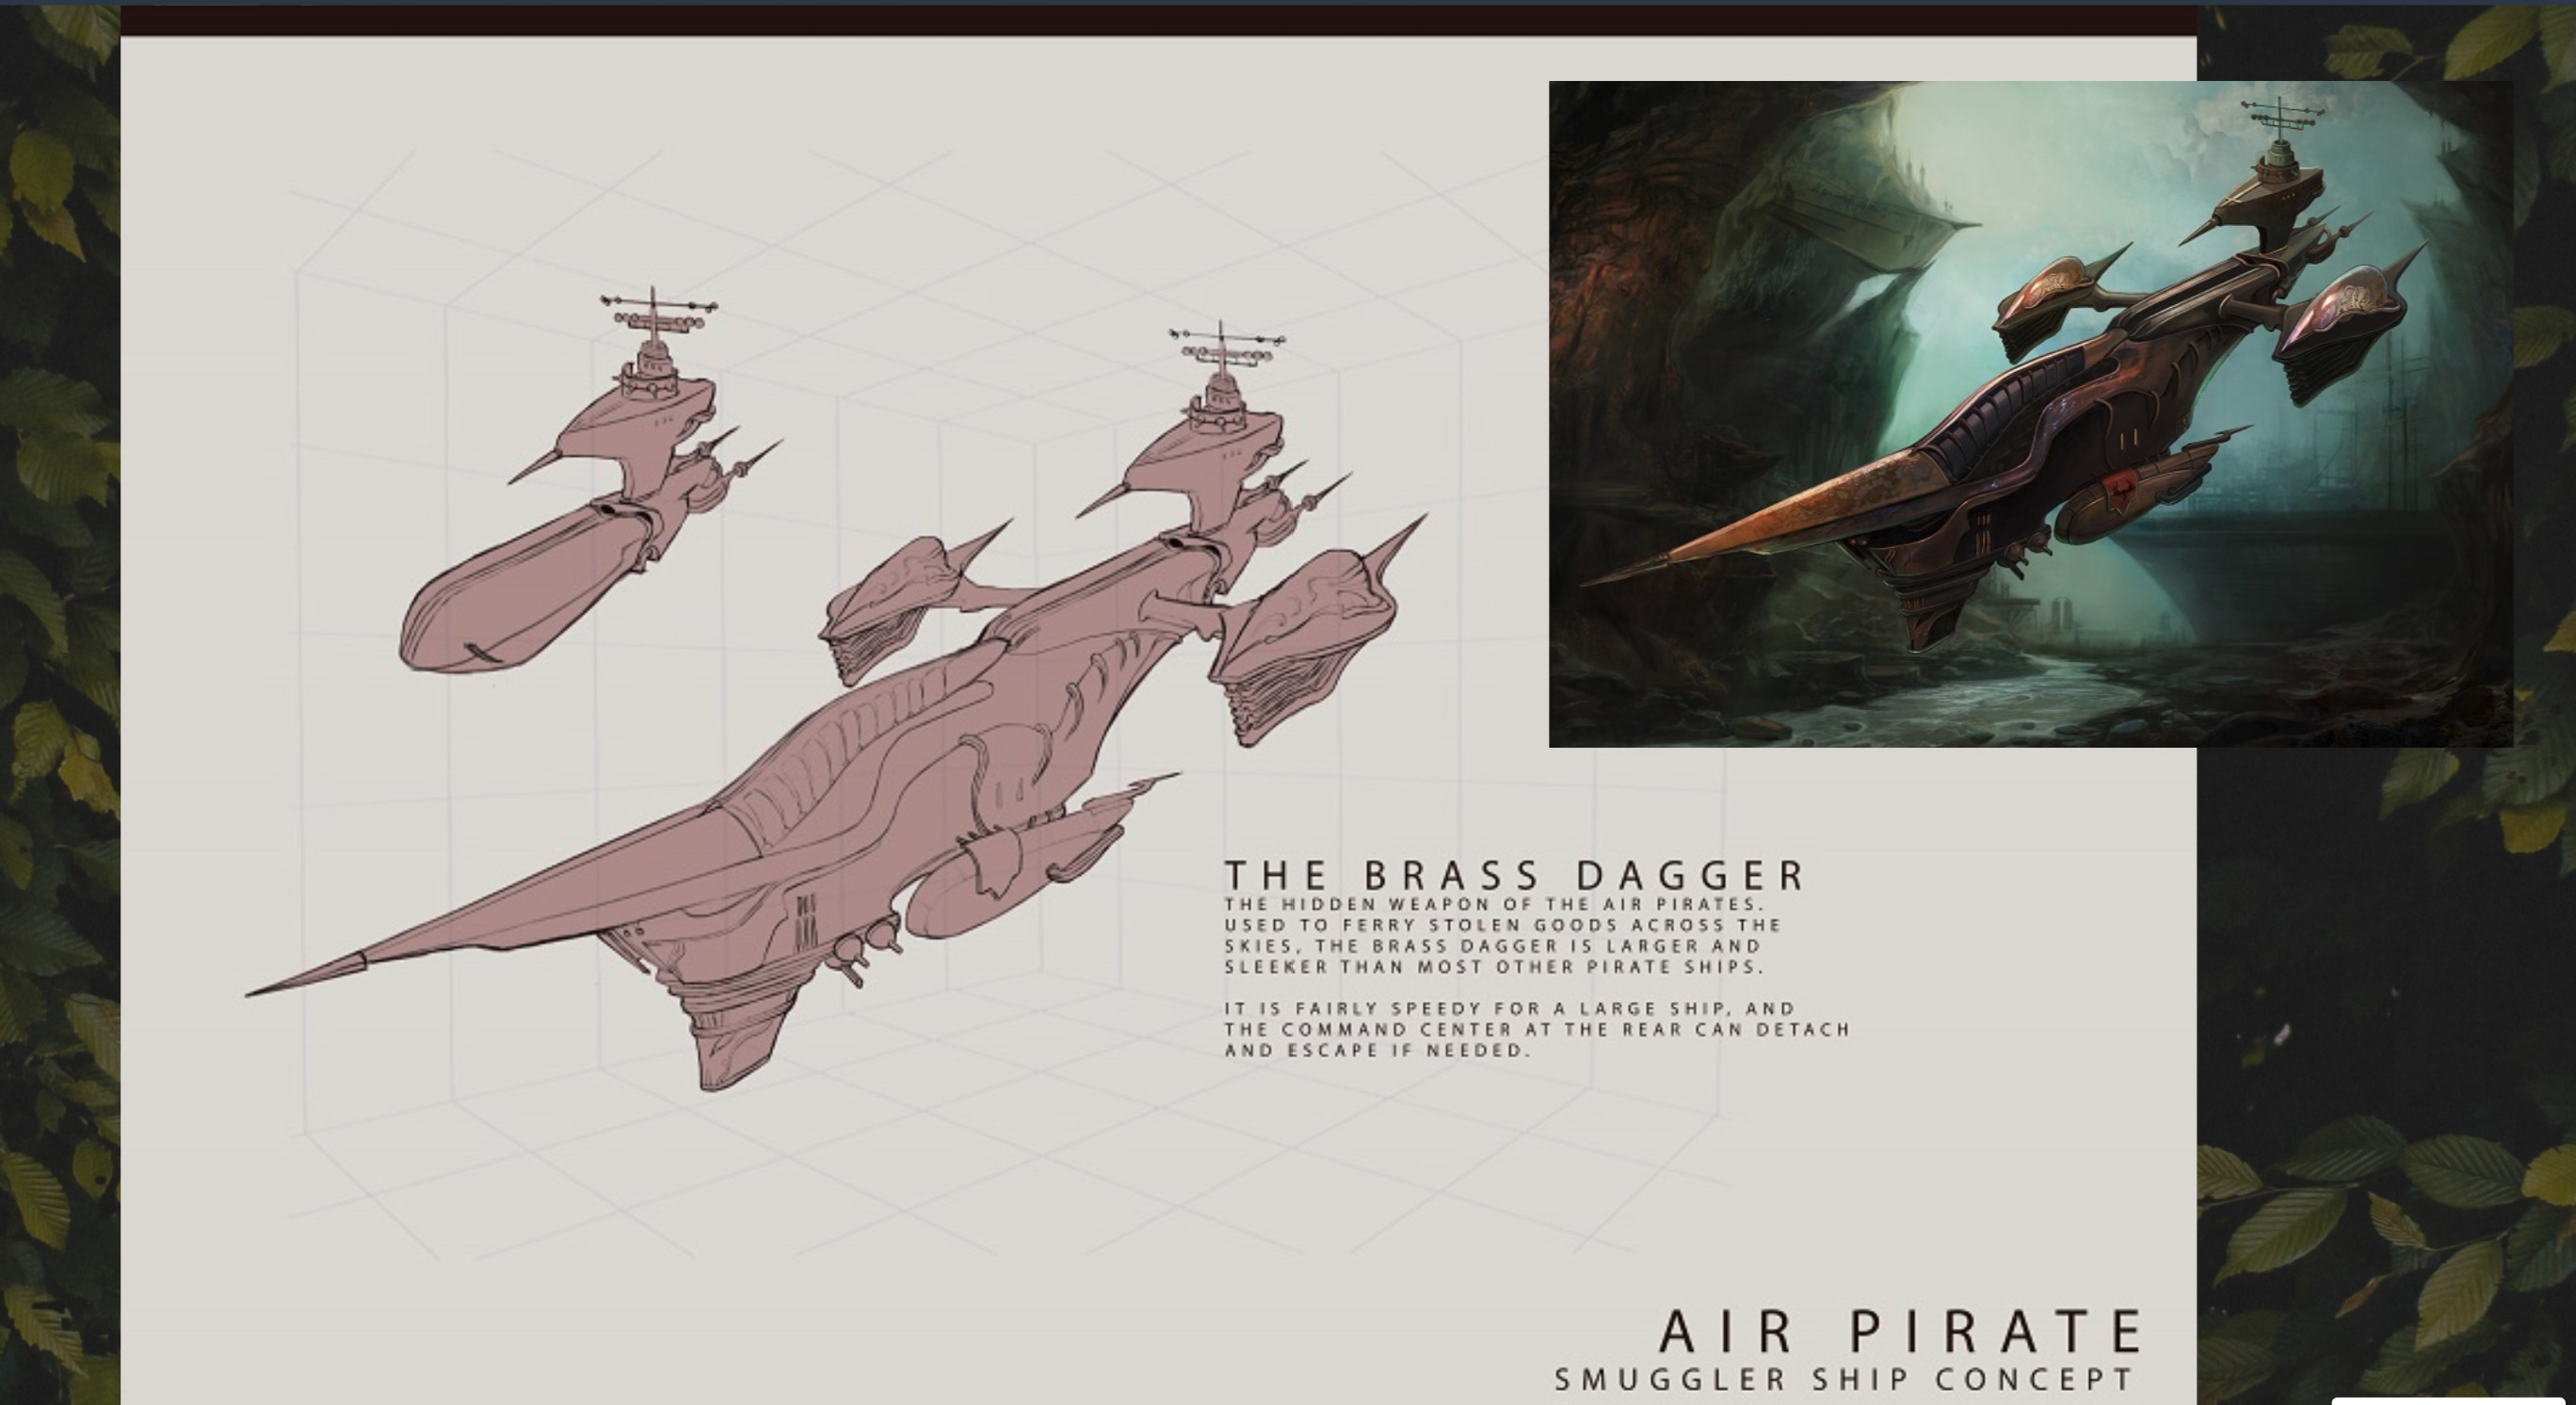 THE BRASS DAGGER
THE HIDDEN WEAPON OF THE AIR PIRATES.
USED TO FERRY STOLEN GOODS ACROSS THE
SKIES, THE BRASS DAGGER IS LARGER AND
SLEEKER THAN MOST OTHER PIRATE SHIPS.
IT IS FAIRLY SPEEDY FOR A LARGE SHIP, AND
THE COMMAND CENTER AT THE REAR CAN DETACH
AND ESCAPE IF NEEDED.
AIR PIRATE
SMUGGLER SHIP CONCEPT